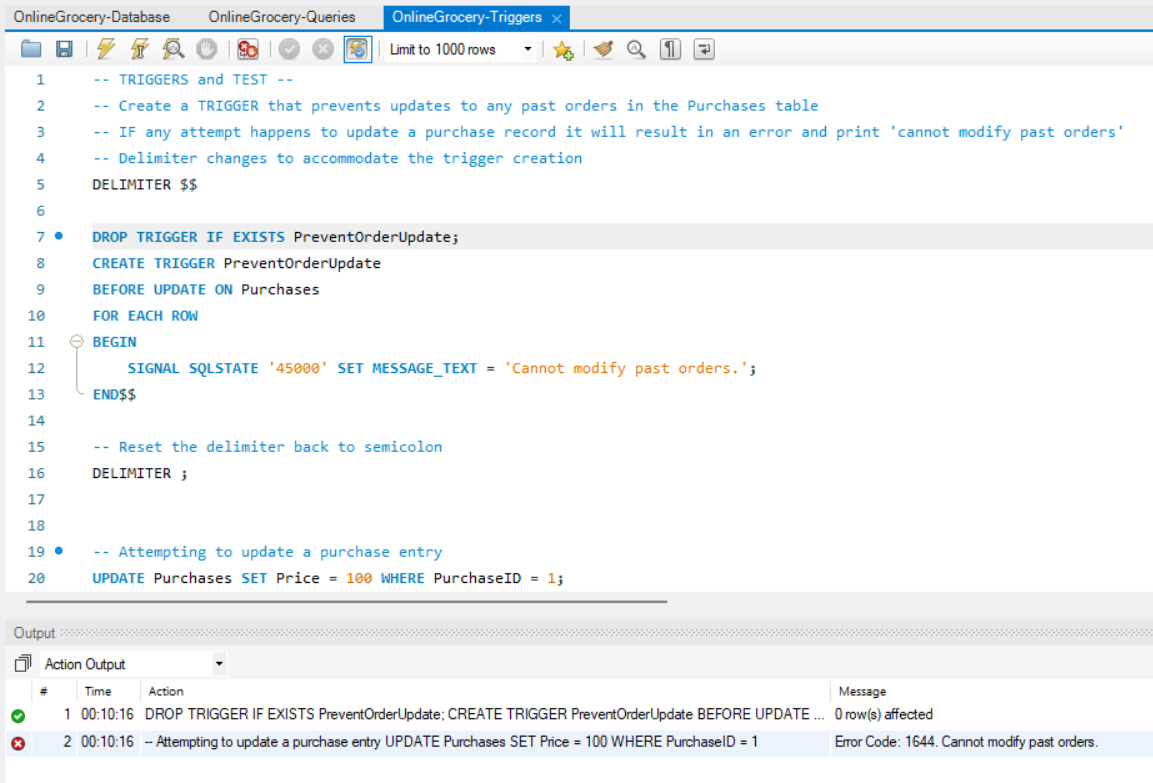 OnlineGrocery-Database OnlineGrocery-Queries OnlineGrocery-Triggers
Limit to 1000 rows
1 -- TRIGGERS and TEST --
2 -- Create a TRIGGER that prevents updates to any past orders in the Purchases table
3 -- IF any attempt happens to update a purchase record it will result in an error and print 'cannot modify past orders'
4 -- Delimiter changes to accommodate the trigger creation
5 DELIMITER $$
6
7 DROP TRIGGER IF EXISTS PreventOrderUpdate;
8 CREATE TRIGGER PreventOrderUpdate
9 BEFORE UPDATE ON Purchases
10 FOR EACH ROW
11 BEGIN
12 SIGNAL SQLSTATE '45000' SET MESSAGE_TEXT = 'Cannot modify past orders.';
13 END$$
14
15 -- Reset the delimiter back to semicolon
16 DELIMITER ;
17
18
19 -- Attempting to update a purchase entry
20 UPDATE Purchases SET Price = 100 WHERE PurchaseID = 1;
Output
Action Output
# Time Action Message
1 00:10:16 DROP TRIGGER IF EXISTS PreventOrderUpdate; CREATE TRIGGER PreventOrderUpdate BEFORE UPDATE ... 0 row(s) affected
2 00:10:16 -- Attempting to update a purchase entry UPDATE Purchases SET Price = 100 WHERE PurchaseID = 1 Error Code: 1644. Cannot modify past orders.